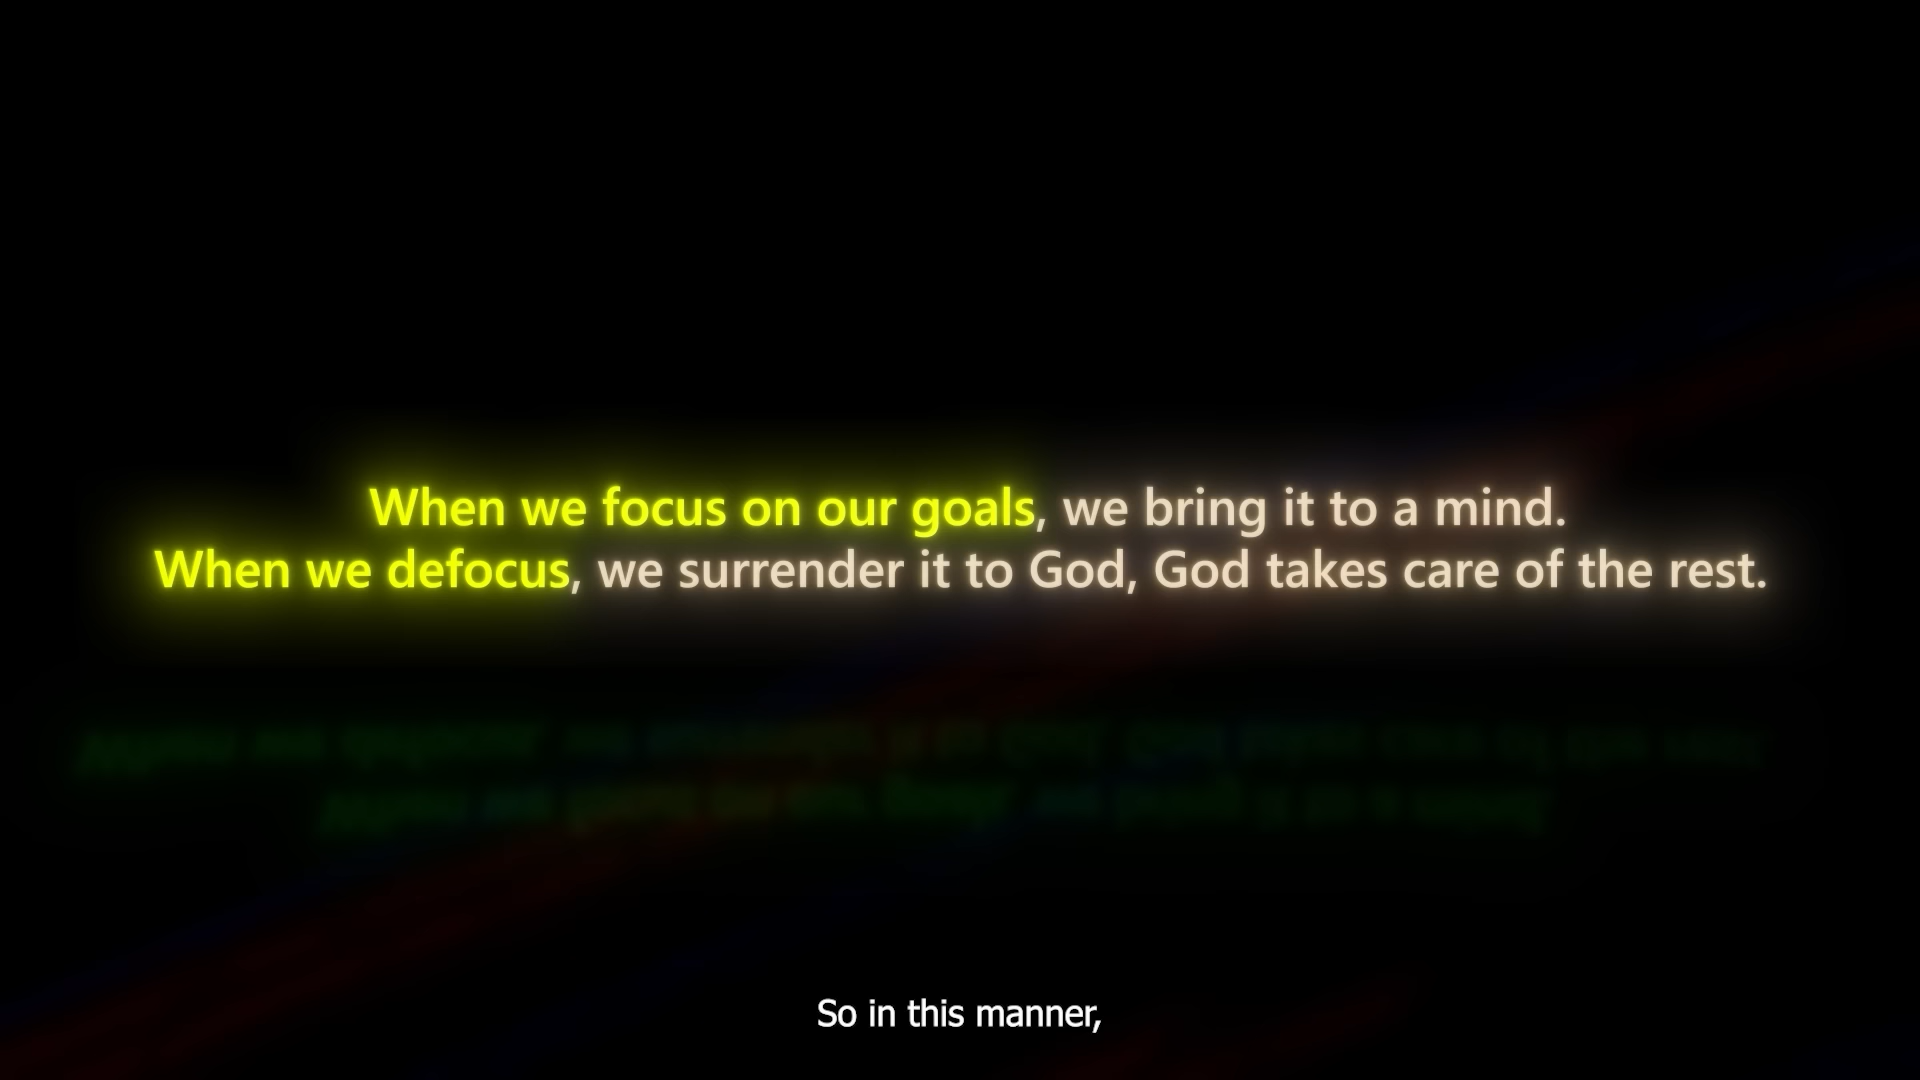 When we focus on our goals, we bring it to a mind.
When we defocus, we surrender it to God, God takes care of the rest.
So in this manner,